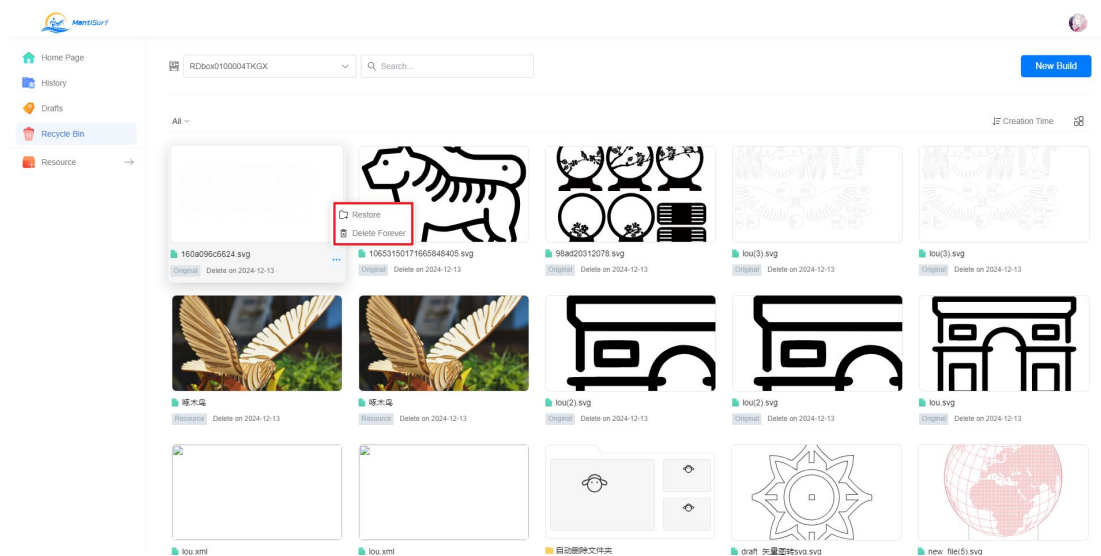 MantiSurf
Home Page
History
Drafts
Recycle Bin
Resource
RDbox0100004TKGX
Search...
New Build
All
Creation Time
Restore
Delete Forever
160a096c6624.svg
Original Delete on 2024-12-13
10653150171665848405.svg
Original Delete on 2024-12-13
98ad20312078.svg
Original Delete on 2024-12-13
lou(3).svg
Original Delete on 2024-12-13
lou(3).svg
Original Delete on 2024-12-13
啄木鸟
Resource Delete on 2024-12-13
啄木鸟
Resource Delete on 2024-12-13
lou(2).svg
Original Delete on 2024-12-13
lou(2).svg
Original Delete on 2024-12-13
lou.svg
Original Delete on 2024-12-13
lou.xml
lou.xml
自动删除文件夹
draft_矢量图转svg.svg
new_file(5).svg